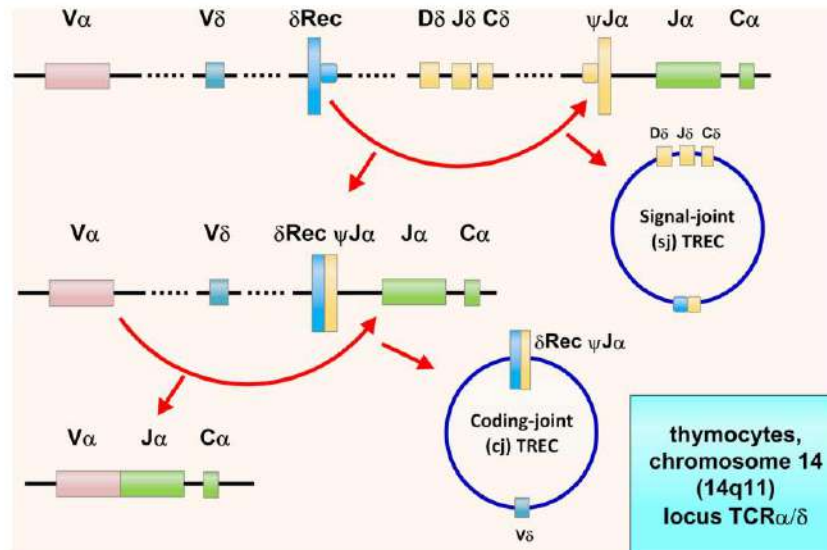 Vα Vδ δRec Dδ Jδ Cδ ψJα Jα Cα
Dδ Jδ Cδ
Signal-joint
(sj) TREC
Vα Vδ δRec ψJα Jα Cα
δRec ψJα
Coding-joint
(cj) TREC
Vδ
Vα Jα Cα
thymocytes,
chromosome 14
(14q11)
locus TCRα/δ